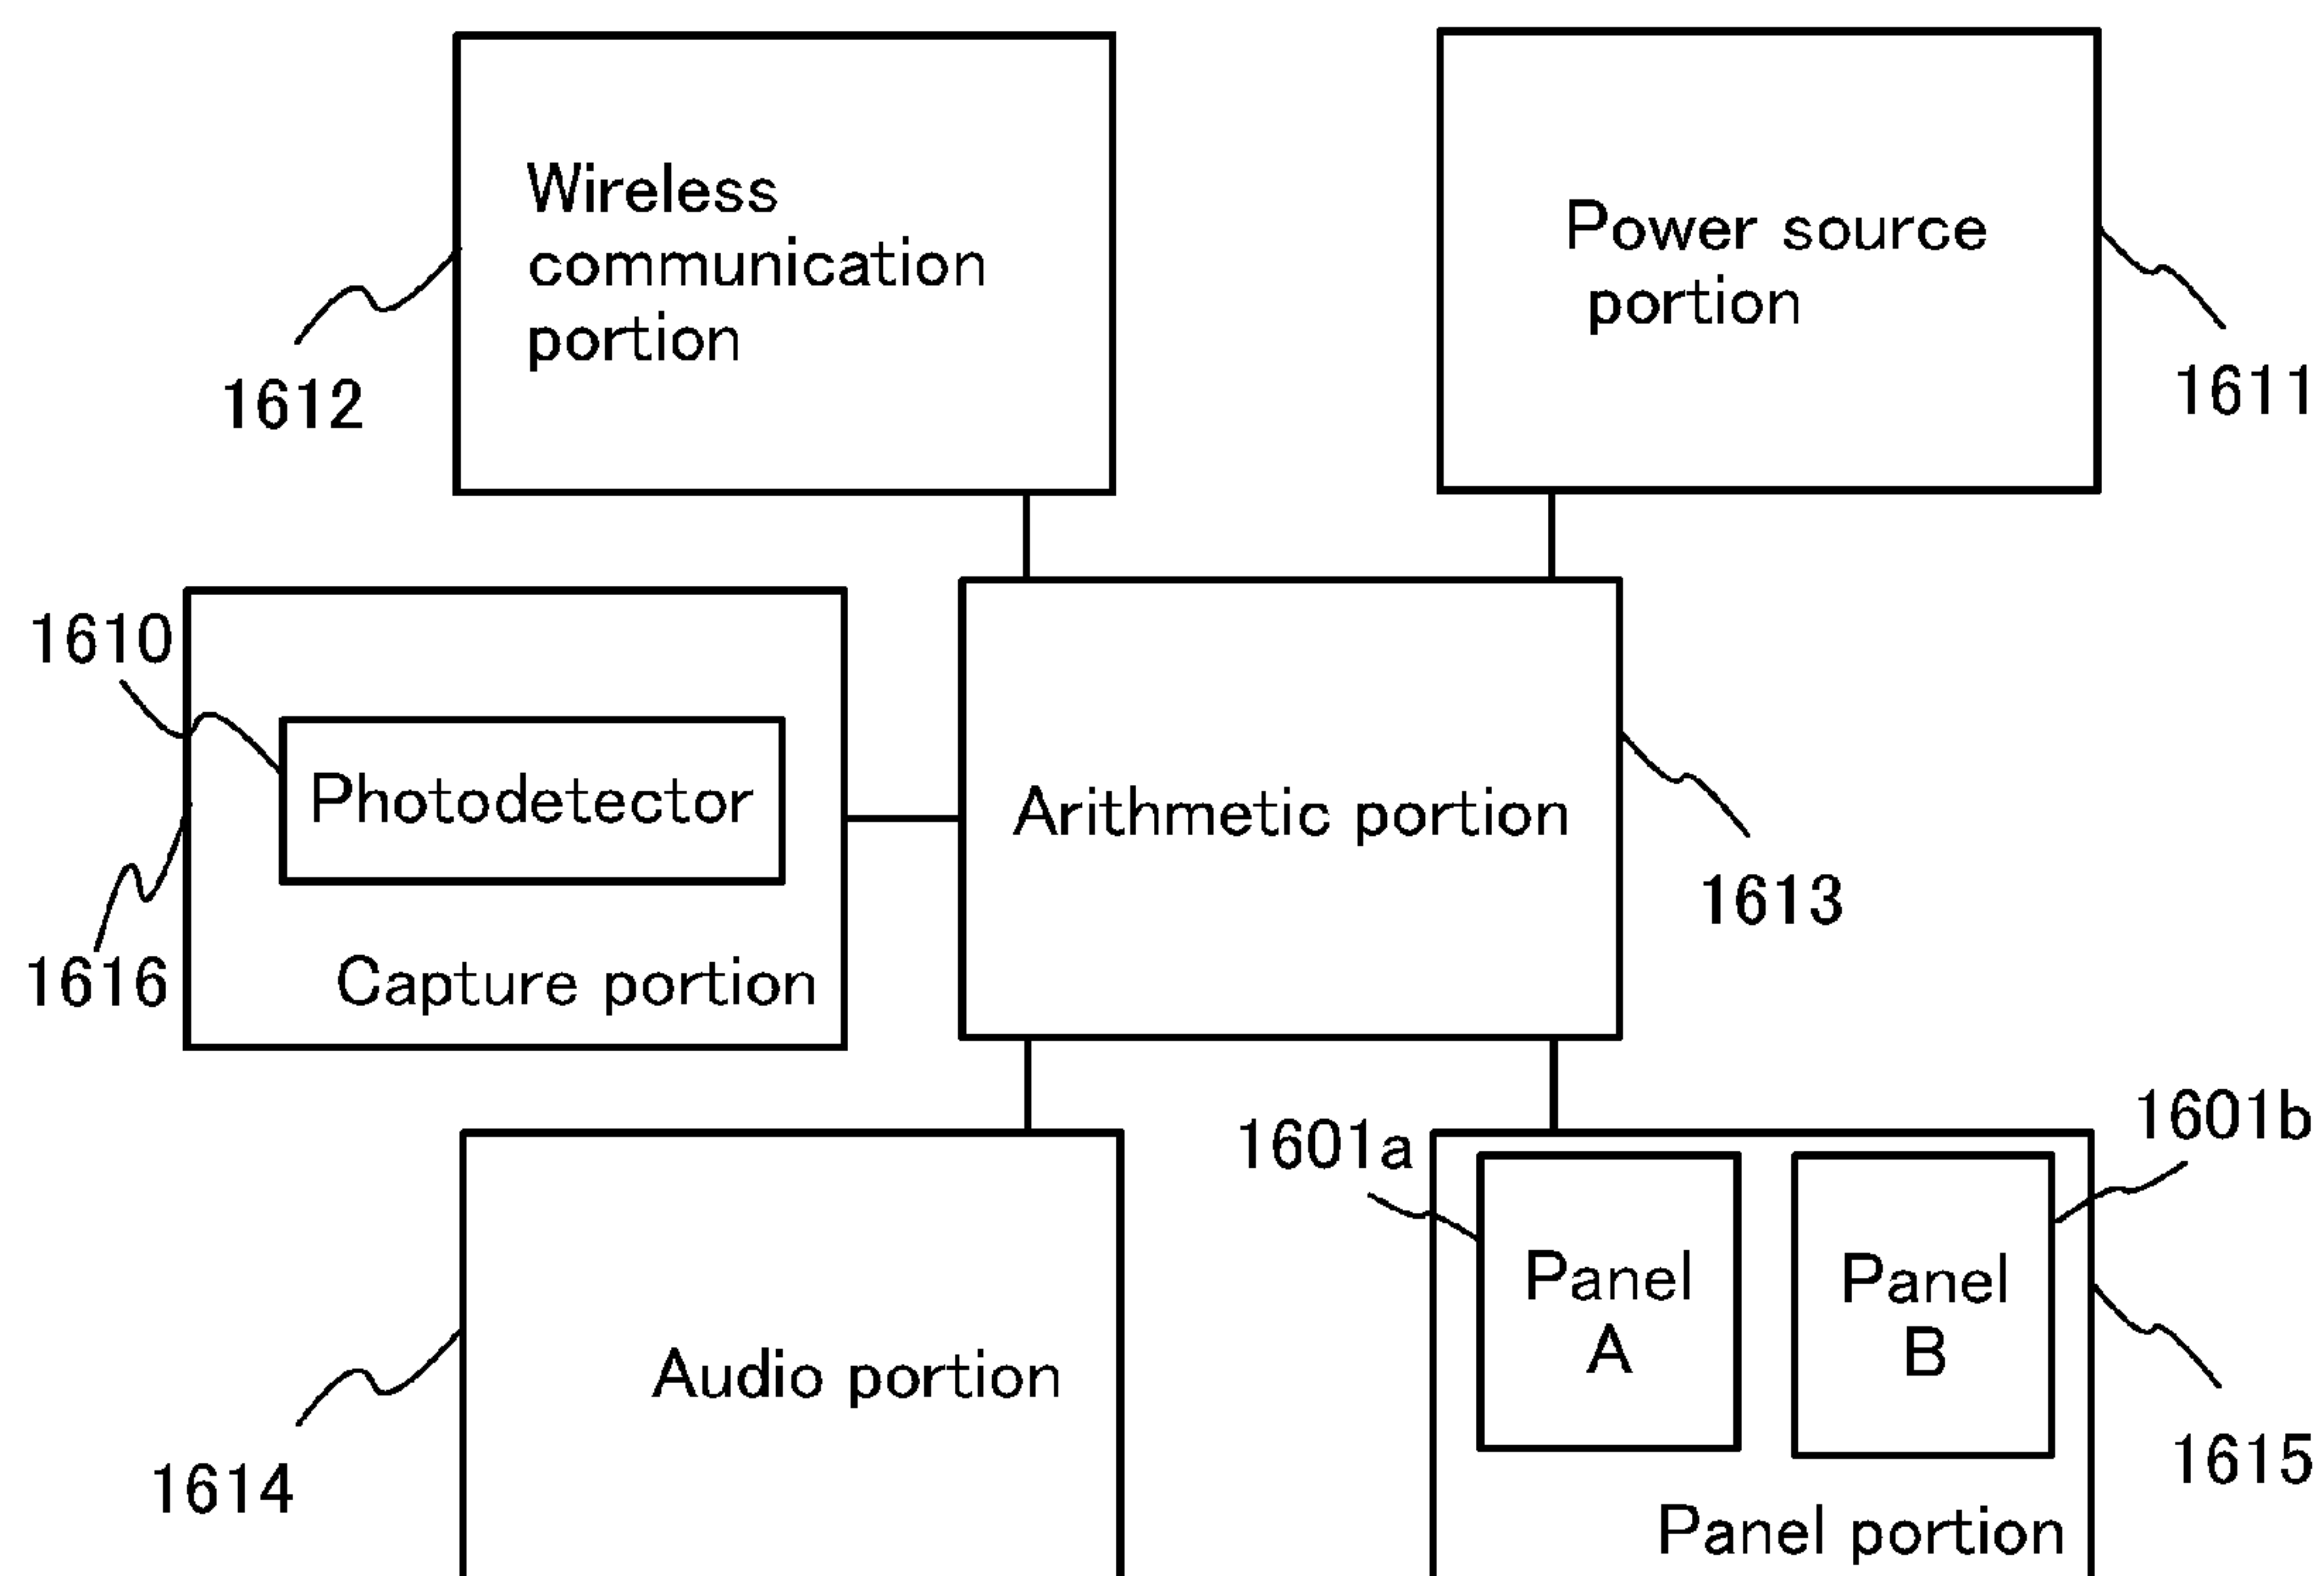 Wireless
communication
portion
1612
Power source
portion
1611
1610
Photodetector
Capture portion
1616
Arithmetic portion
1613
Audio portion
1614
1601a
1601b
Panel
A
Panel
B
1615
Panel portion